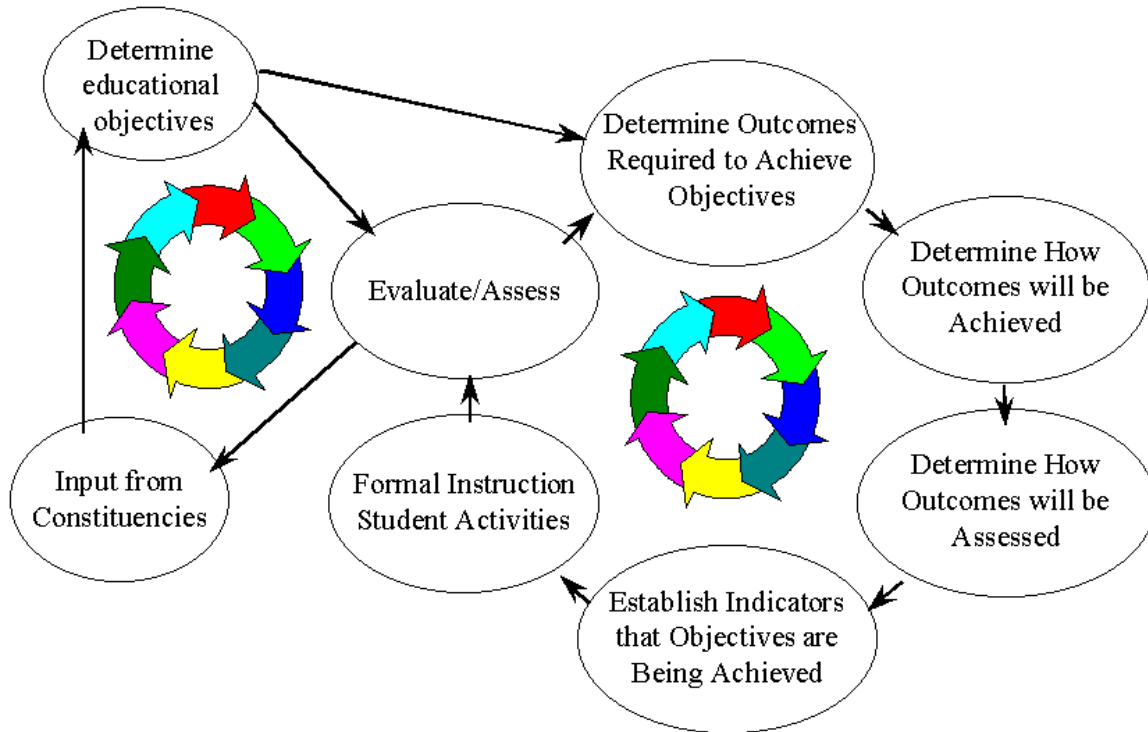 Determine
educational
objectives
Determine Outcomes
Required to Achieve
Objectives
Evaluate/Assess
Determine How
Outcomes will be
Achieved
Input from
Constituencies
Formal Instruction
Student Activities
Determine How
Outcomes will be
Assessed
Establish Indicators
that Objectives are
Being Achieved